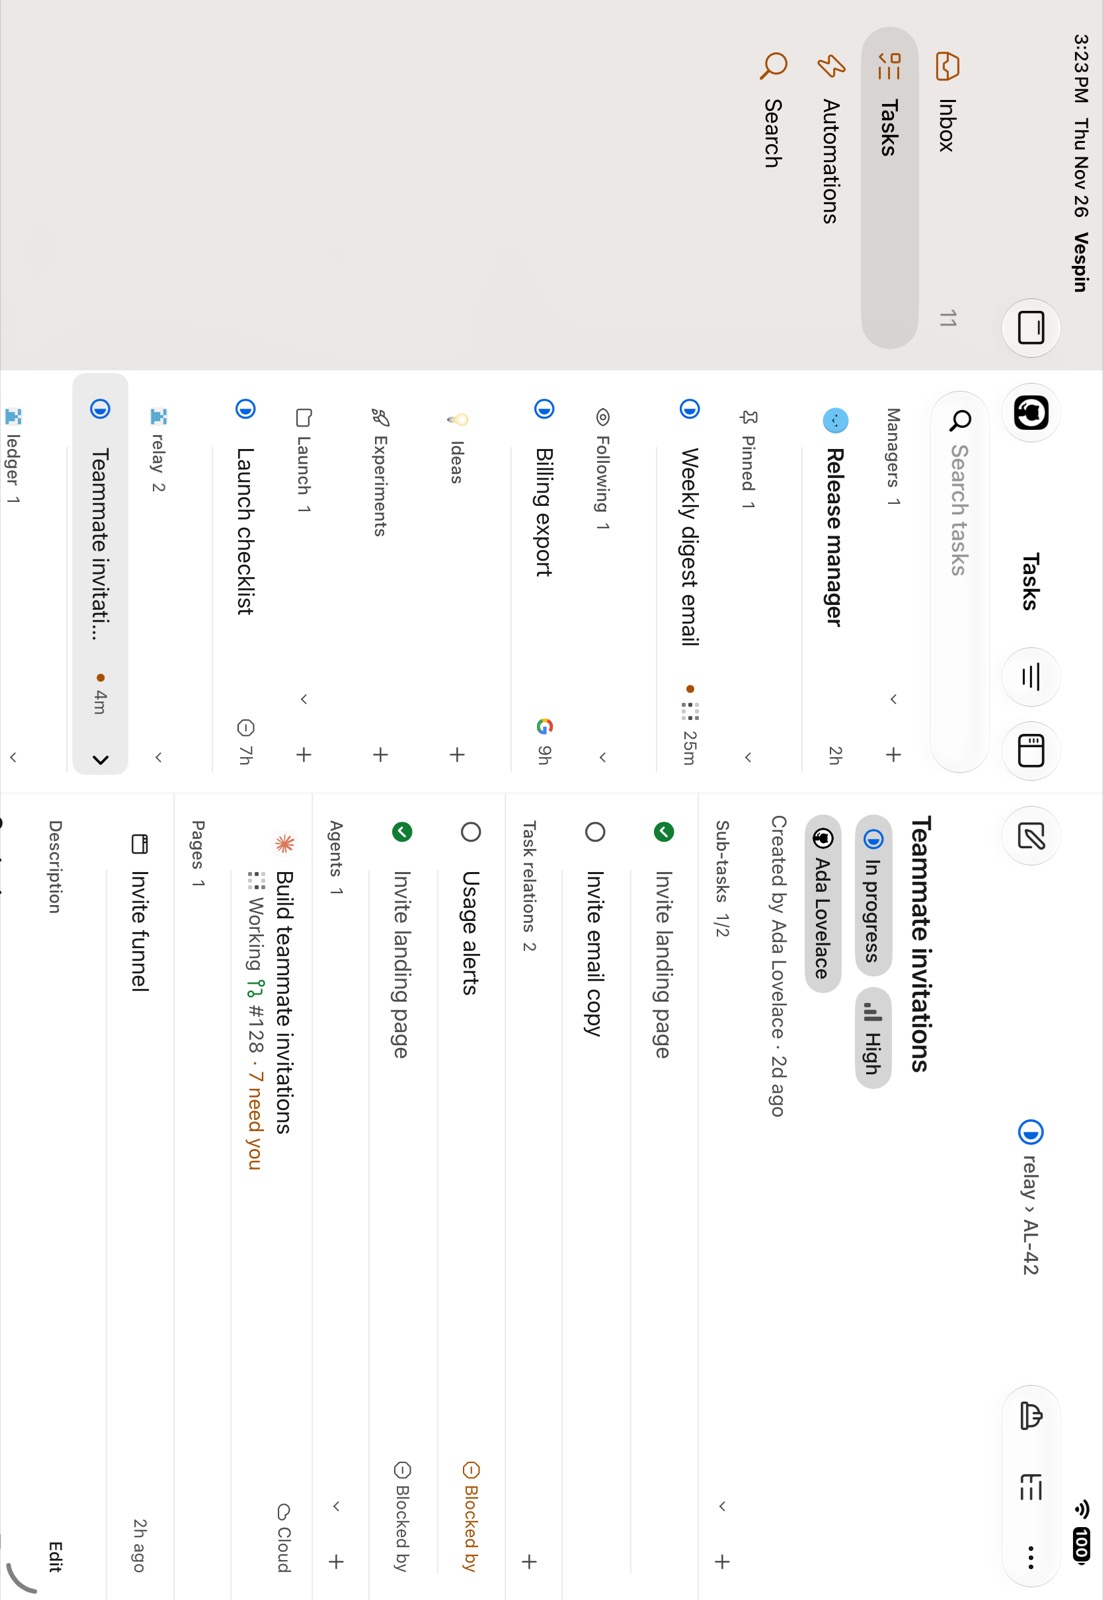 3:23 PM Thu Nov 26 Vespin
100
Inbox 11
Tasks
Automations
Search
Tasks
Search tasks
Managers 1
Release manager 2h
Pinned 1
Weekly digest email 25m
Following 1
Billing export 9h
Ideas
Experiments
Launch 1
Launch checklist 7h
relay 2
Teammate invitati... 4m
ledger 1
relay › AL-42
Teammate invitations
In progress High
Ada Lovelace
Created by Ada Lovelace · 2d ago
Sub-tasks 1/2
Invite landing page
Invite email copy
Task relations 2
Usage alerts Blocked by
Invite landing page Blocked by
Agents 1
Build teammate invitations Cloud
Working #128 · 7 need you
Pages 1
Invite funnel 2h ago
Description Edit